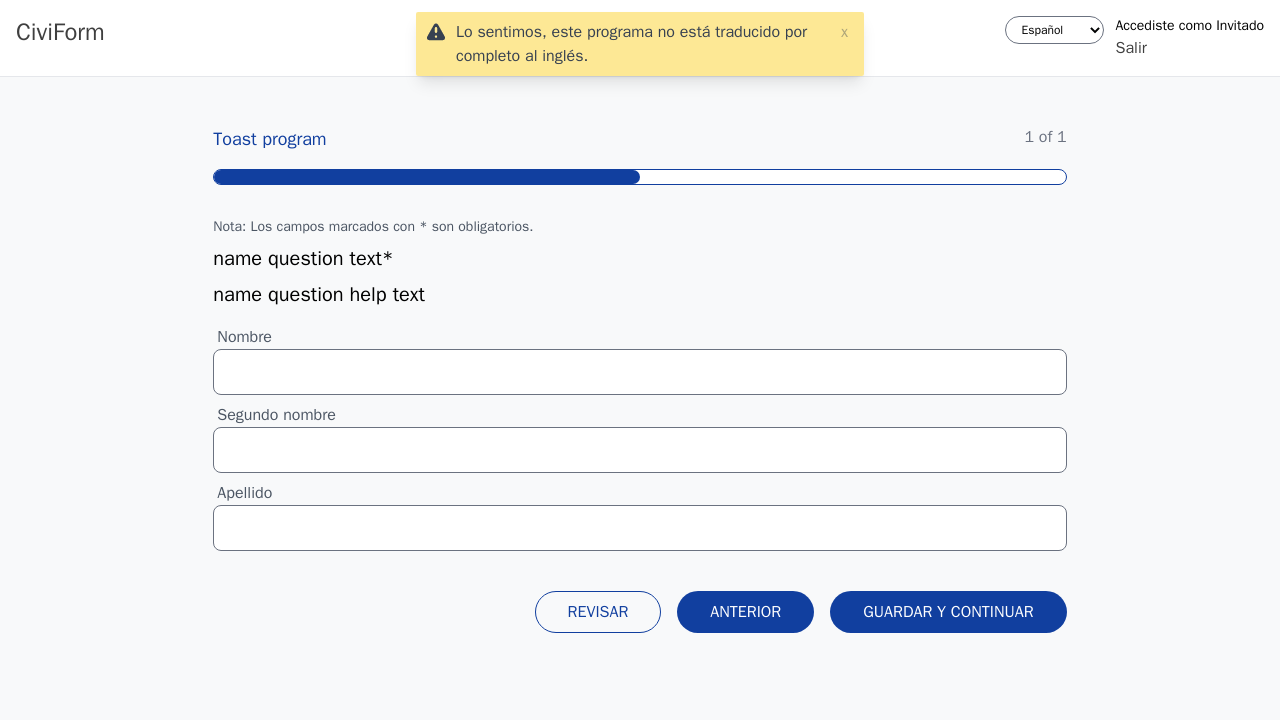 CiviForm
Lo sentimos, este programa no está traducido por
completo al inglés.
x
Español
Accediste como Invitado
Salir
Toast program
1 of 1
Nota: Los campos marcados con * son obligatorios.
name question text*
name question help text
Nombre
Segundo nombre
Apellido
REVISAR
ANTERIOR
GUARDAR Y CONTINUAR